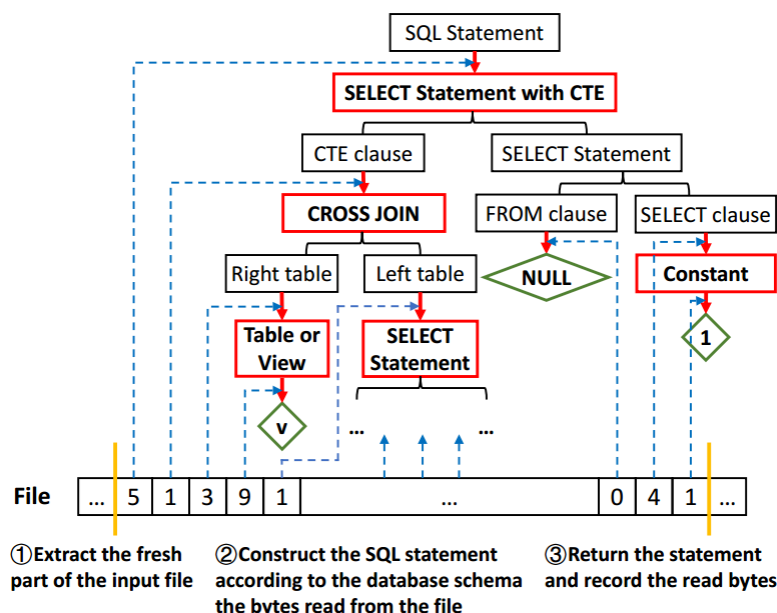 SQL Statement
SELECT Statement with CTE
CTE clause
SELECT Statement
CROSS JOIN
FROM clause
SELECT clause
Right table
Left table
NULL
Constant
Table or
View
SELECT
Statement
1
v
... ...
File ... 5 1 3 9 1 ... 0 4 1 ...
①Extract the fresh
part of the input file
②Construct the SQL statement
according to the database schema
the bytes read from the file
③Return the statement
and record the read bytes